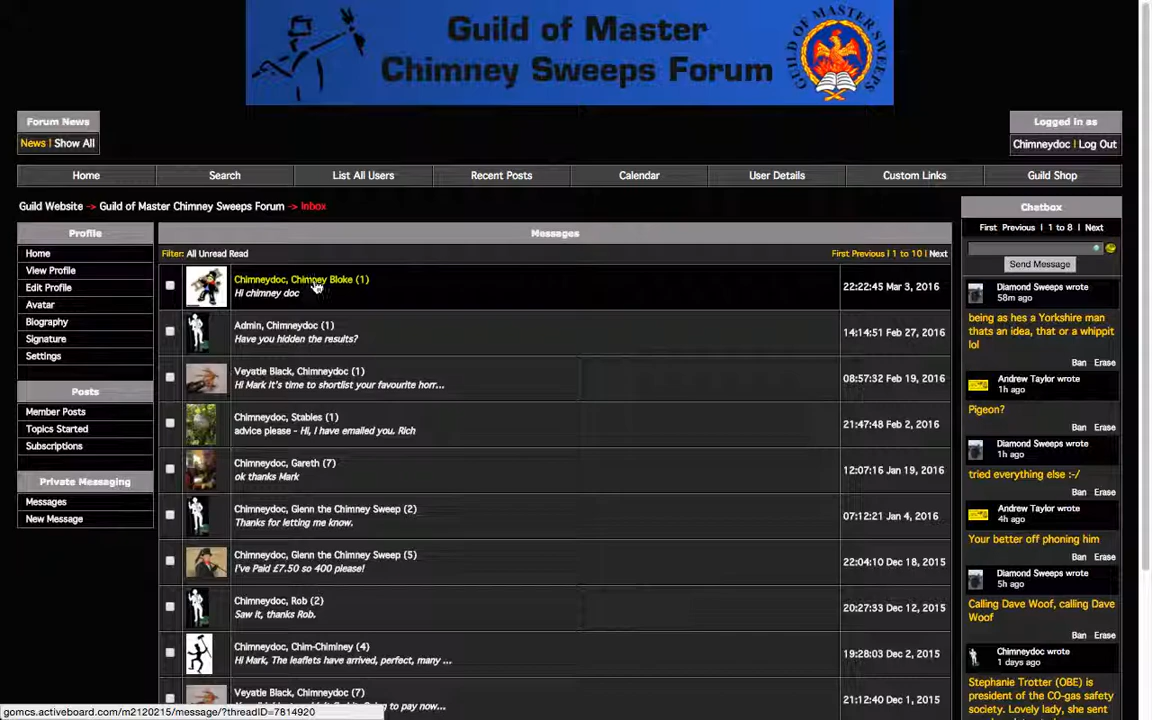 Guild of Master
Chimney Sweeps Forum
GUILD OF MASTER SWEEPS
Forum News
News | Show All
Logged in as
Chimneydoc | Log Out
Home
Search
List All Users
Recent Posts
Calendar
User Details
Custom Links
Guild Shop
Guild Website -> Guild of Master Chimney Sweeps Forum -> Inbox
Profile
Home
View Profile
Edit Profile
Avatar
Biography
Signature
Settings
Posts
Member Posts
Topics Started
Subscriptions
Private Messaging
Messages
New Message
Messages
Filter: All Unread Read
First Previous | 1 to 10 | Next
Chimneydoc, Chimney Bloke (1)
Hi chimney doc
22:22:45 Mar 3, 2016
Admin, Chimneydoc (1)
Have you hidden the results?
14:14:51 Feb 27, 2016
Veyatie Black, Chimneydoc (1)
Hi Mark It's time to shortlist your favourite horr...
08:57:32 Feb 19, 2016
Chimneydoc, Stables (1)
advice please - Hi, I have emailed you. Rich
21:47:48 Feb 2, 2016
Chimneydoc, Gareth (7)
ok thanks Mark
12:07:16 Jan 19, 2016
Chimneydoc, Glenn the Chimney Sweep (2)
Thanks for letting me know.
07:12:21 Jan 4, 2016
Chimneydoc, Glenn the Chimney Sweep (5)
I've Paid £7.50 so 400 please!
22:04:10 Dec 18, 2015
Chimneydoc, Rob (2)
Saw it, thanks Rob.
20:27:33 Dec 12, 2015
Chimneydoc, Chim-Chiminey (4)
Hi Mark, The leaflets have arrived, perfect, many ...
19:28:03 Dec 2, 2015
Veyatie Black, Chimneydoc (7)
to pay now...
21:12:40 Dec 1, 2015
Chatbox
First Previous | 1 to 8 | Next
Send Message
Diamond Sweeps wrote
58m ago
being as hes a Yorkshire man
thats an idea, that or a whippit
lol
Ban Erase
Andrew Taylor wrote
1h ago
Pigeon?
Ban Erase
Diamond Sweeps wrote
1h ago
tried everything else :-/
Ban Erase
Andrew Taylor wrote
4h ago
Your better off phoning him
Ban Erase
Diamond Sweeps wrote
5h ago
Calling Dave Woof, calling Dave
Woof
Ban Erase
Chimneydoc wrote
1 days ago
Stephanie Trotter (OBE) is
president of the CO-gas safety
society. Lovely lady, she sent
gomcs.activeboard.com/m2120215/message/?threadID=7814920